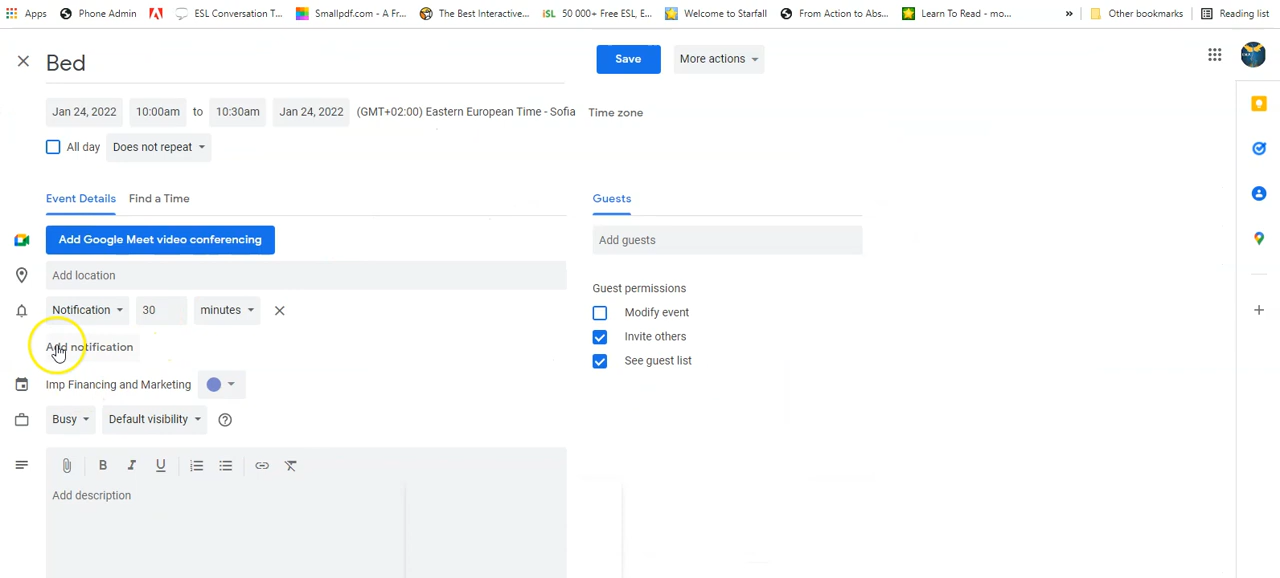 Apps Phone Admin ESL Conversation T... Smallpdf.com - A Fr... The Best Interactive... iSL 50 000+ Free ESL, E... Welcome to Starfall From Action to Abs... Learn To Read - mo... » Other bookmarks Reading list
Bed Save More actions
Jan 24, 2022 10:00am to 10:30am Jan 24, 2022 (GMT+02:00) Eastern European Time - Sofia Time zone
All day Does not repeat
Event Details Find a Time Guests
Add Google Meet video conferencing Add guests
Add location
Guest permissions
Notification 30 minutes Modify event
Invite others
Add notification
See guest list
Imp Financing and Marketing
Busy Default visibility
B I U
Add description